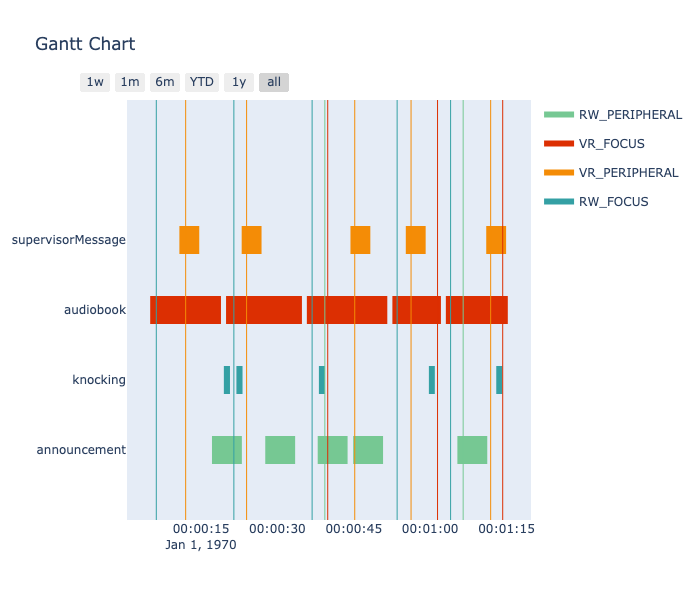 Gantt Chart
1w 1m 6m YTD 1y all
RW_PERIPHERAL
VR_FOCUS
VR_PERIPHERAL
RW_FOCUS
supervisorMessage
audiobook
knocking
announcement
00:00:15 00:00:30 00:00:45 00:01:00 00:01:15
Jan 1, 1970